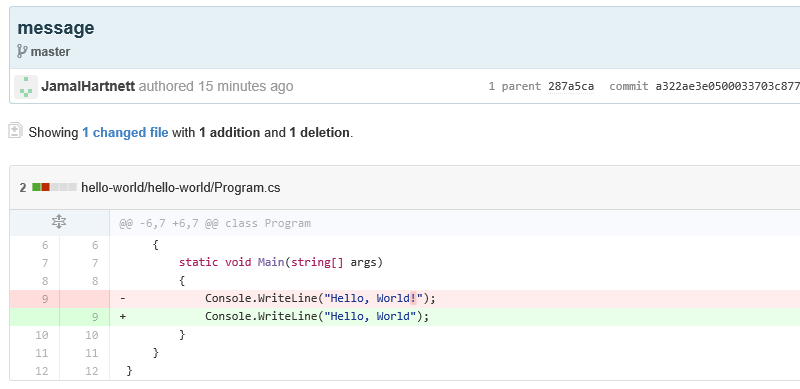 message
master
JamalHartnett authored 15 minutes ago 1 parent 287a5ca commit a322ae3e0500033703c877
Showing 1 changed file with 1 addition and 1 deletion.
2 hello-world/hello-world/Program.cs
@@ -6,7 +6,7 @@ class Program
6 6 {
7 7 static void Main(string[] args)
8 8 {
9 - Console.WriteLine("Hello, World!");
9 + Console.WriteLine("Hello, World");
10 10 }
11 11 }
12 12 }